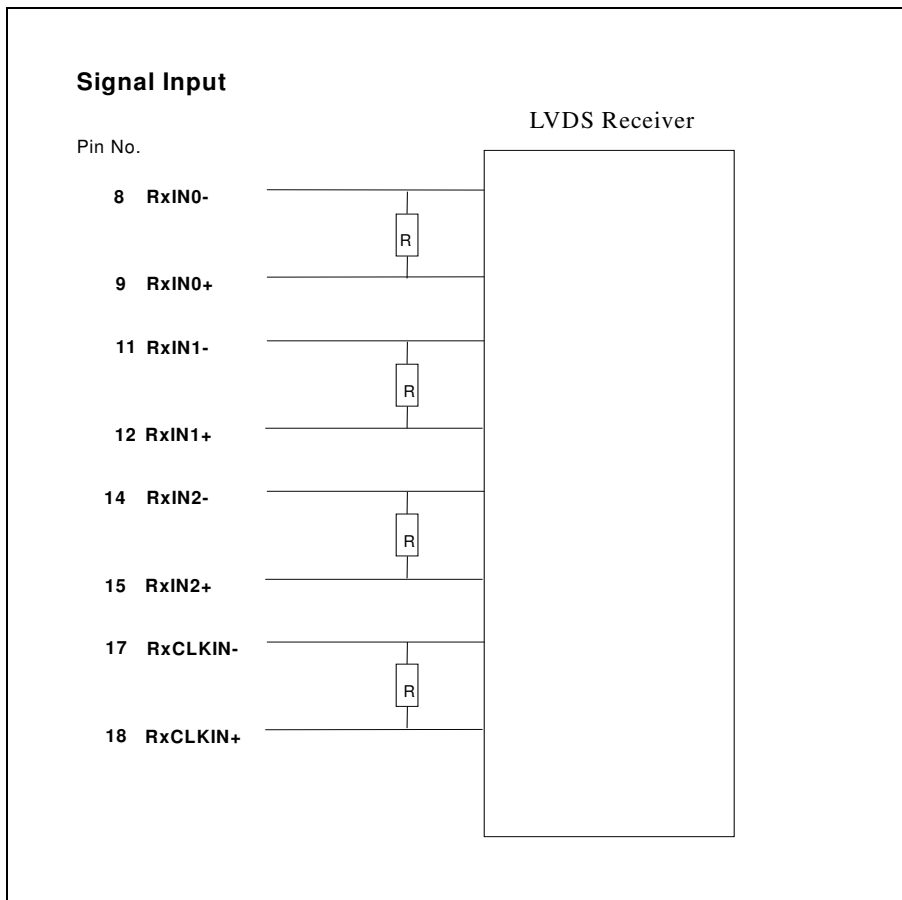 Signal Input
LVDS Receiver
Pin No.
8 RxIN0-
R
9 RxIN0+
11 RxIN1-
R
12 RxIN1+
14 RxIN2-
R
15 RxIN2+
17 RxCLKIN-
R
18 RxCLKIN+